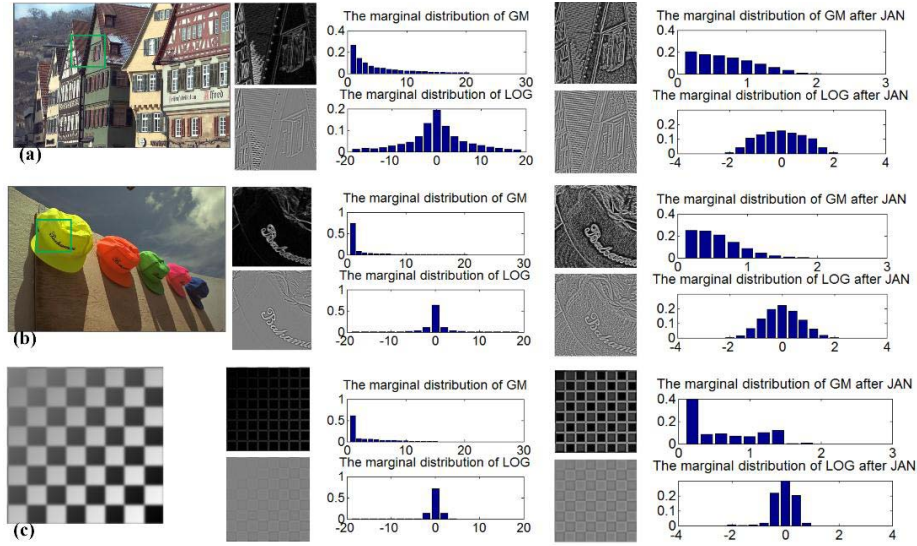 The marginal distribution of GM
0.4
0.2
0
0 10 20 30
The marginal distribution of LOG
0.2
0.1
0
-20 -10 0 10 20
The marginal distribution of GM after JAN
0.4
0.2
0
0 1 2 3
The marginal distribution of LOG after JAN
0.2
0.1
0
-4 -2 0 2 4
(a)
The marginal distribution of GM
1
0.5
0
0 10 20 30
The marginal distribution of LOG
1
0.5
0
-20 -10 0 10 20
The marginal distribution of GM after JAN
0.4
0.2
0
0 1 2 3
The marginal distribution of LOG after JAN
0.2
0.1
0
-4 -2 0 2 4
Bahama
(b)
The marginal distribution of GM
1
0.5
0
0 10 20 30
The marginal distribution of LOG
1
0.5
0
-20 -10 0 10 20
The marginal distribution of GM after JAN
0.4
0.2
0
0 1 2 3
The marginal distribution of LOG after JAN
0.2
0.1
0
-4 -2 0 2 4
(c)